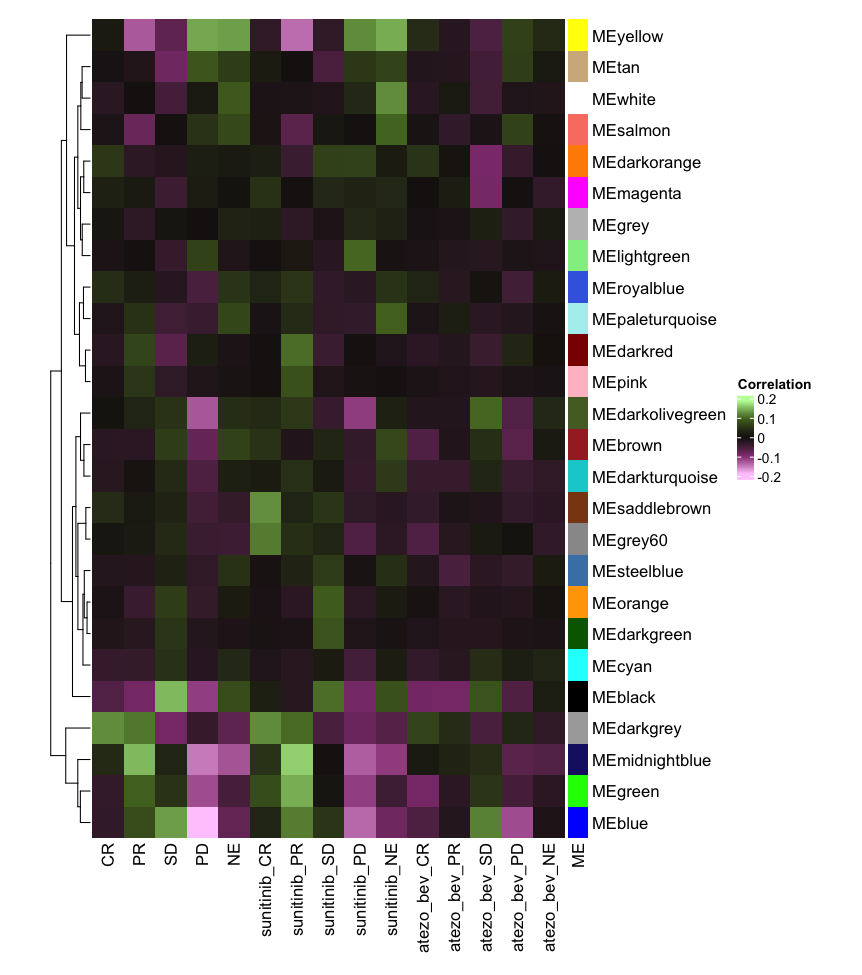 MEyellow
MEtan
MEwhite
MEsalmon
MEdarkorange
MEmagenta
MEgrey
MElightgreen
MEroyalblue
MEpaleturquoise
MEdarkred
MEpink
MEdarkolivegreen
MEbrown
MEdarkturquoise
MEsaddlebrown
MEgrey60
MEsteelblue
MEorange
MEdarkgreen
MEcyan
MEblack
MEdarkgrey
MEmidnightblue
MEgreen
MEblue
Correlation
0.2
0.1
0
-0.1
-0.2
CR
PR
SD
PD
NE
sunitinib_CR
sunitinib_PR
sunitinib_SD
sunitinib_PD
sunitinib_NE
atezo_bev_CR
atezo_bev_PR
atezo_bev_SD
atezo_bev_PD
atezo_bev_NE
ME